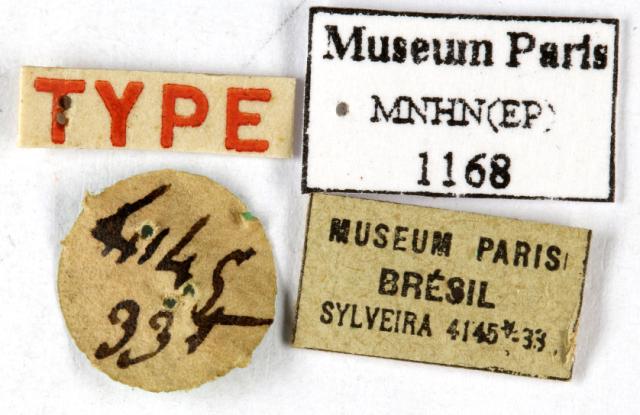 TYPE
Museum Paris
MNHN(EP)
1168
4145
33
MUSEUM PARIS
BRÉSIL
SYLVEIRA 4145*-33